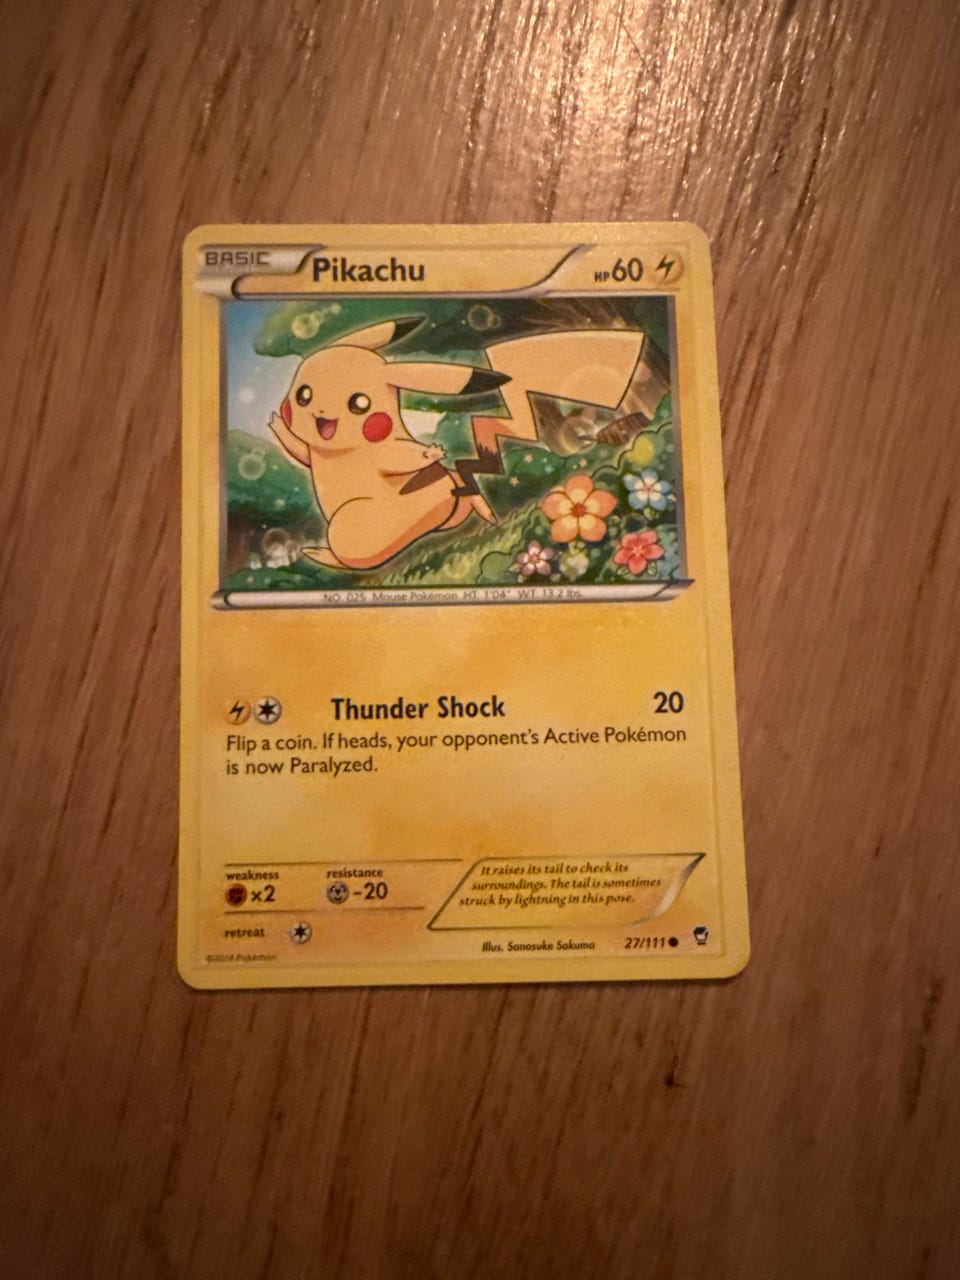 BASIC Pikachu HP60
NO. 025 Mouse Pokémon HT: 1'04" WT: 13.2 lbs.
Thunder Shock 20
Flip a coin. If heads, your opponent's Active Pokémon
is now Paralyzed.
weakness resistance
×2 -20
It raises its tail to check its
surroundings. The tail is sometimes
struck by lightning in this pose.
retreat
Illus. Sanosuke Sakuma 27/111
©2014 Pokémon